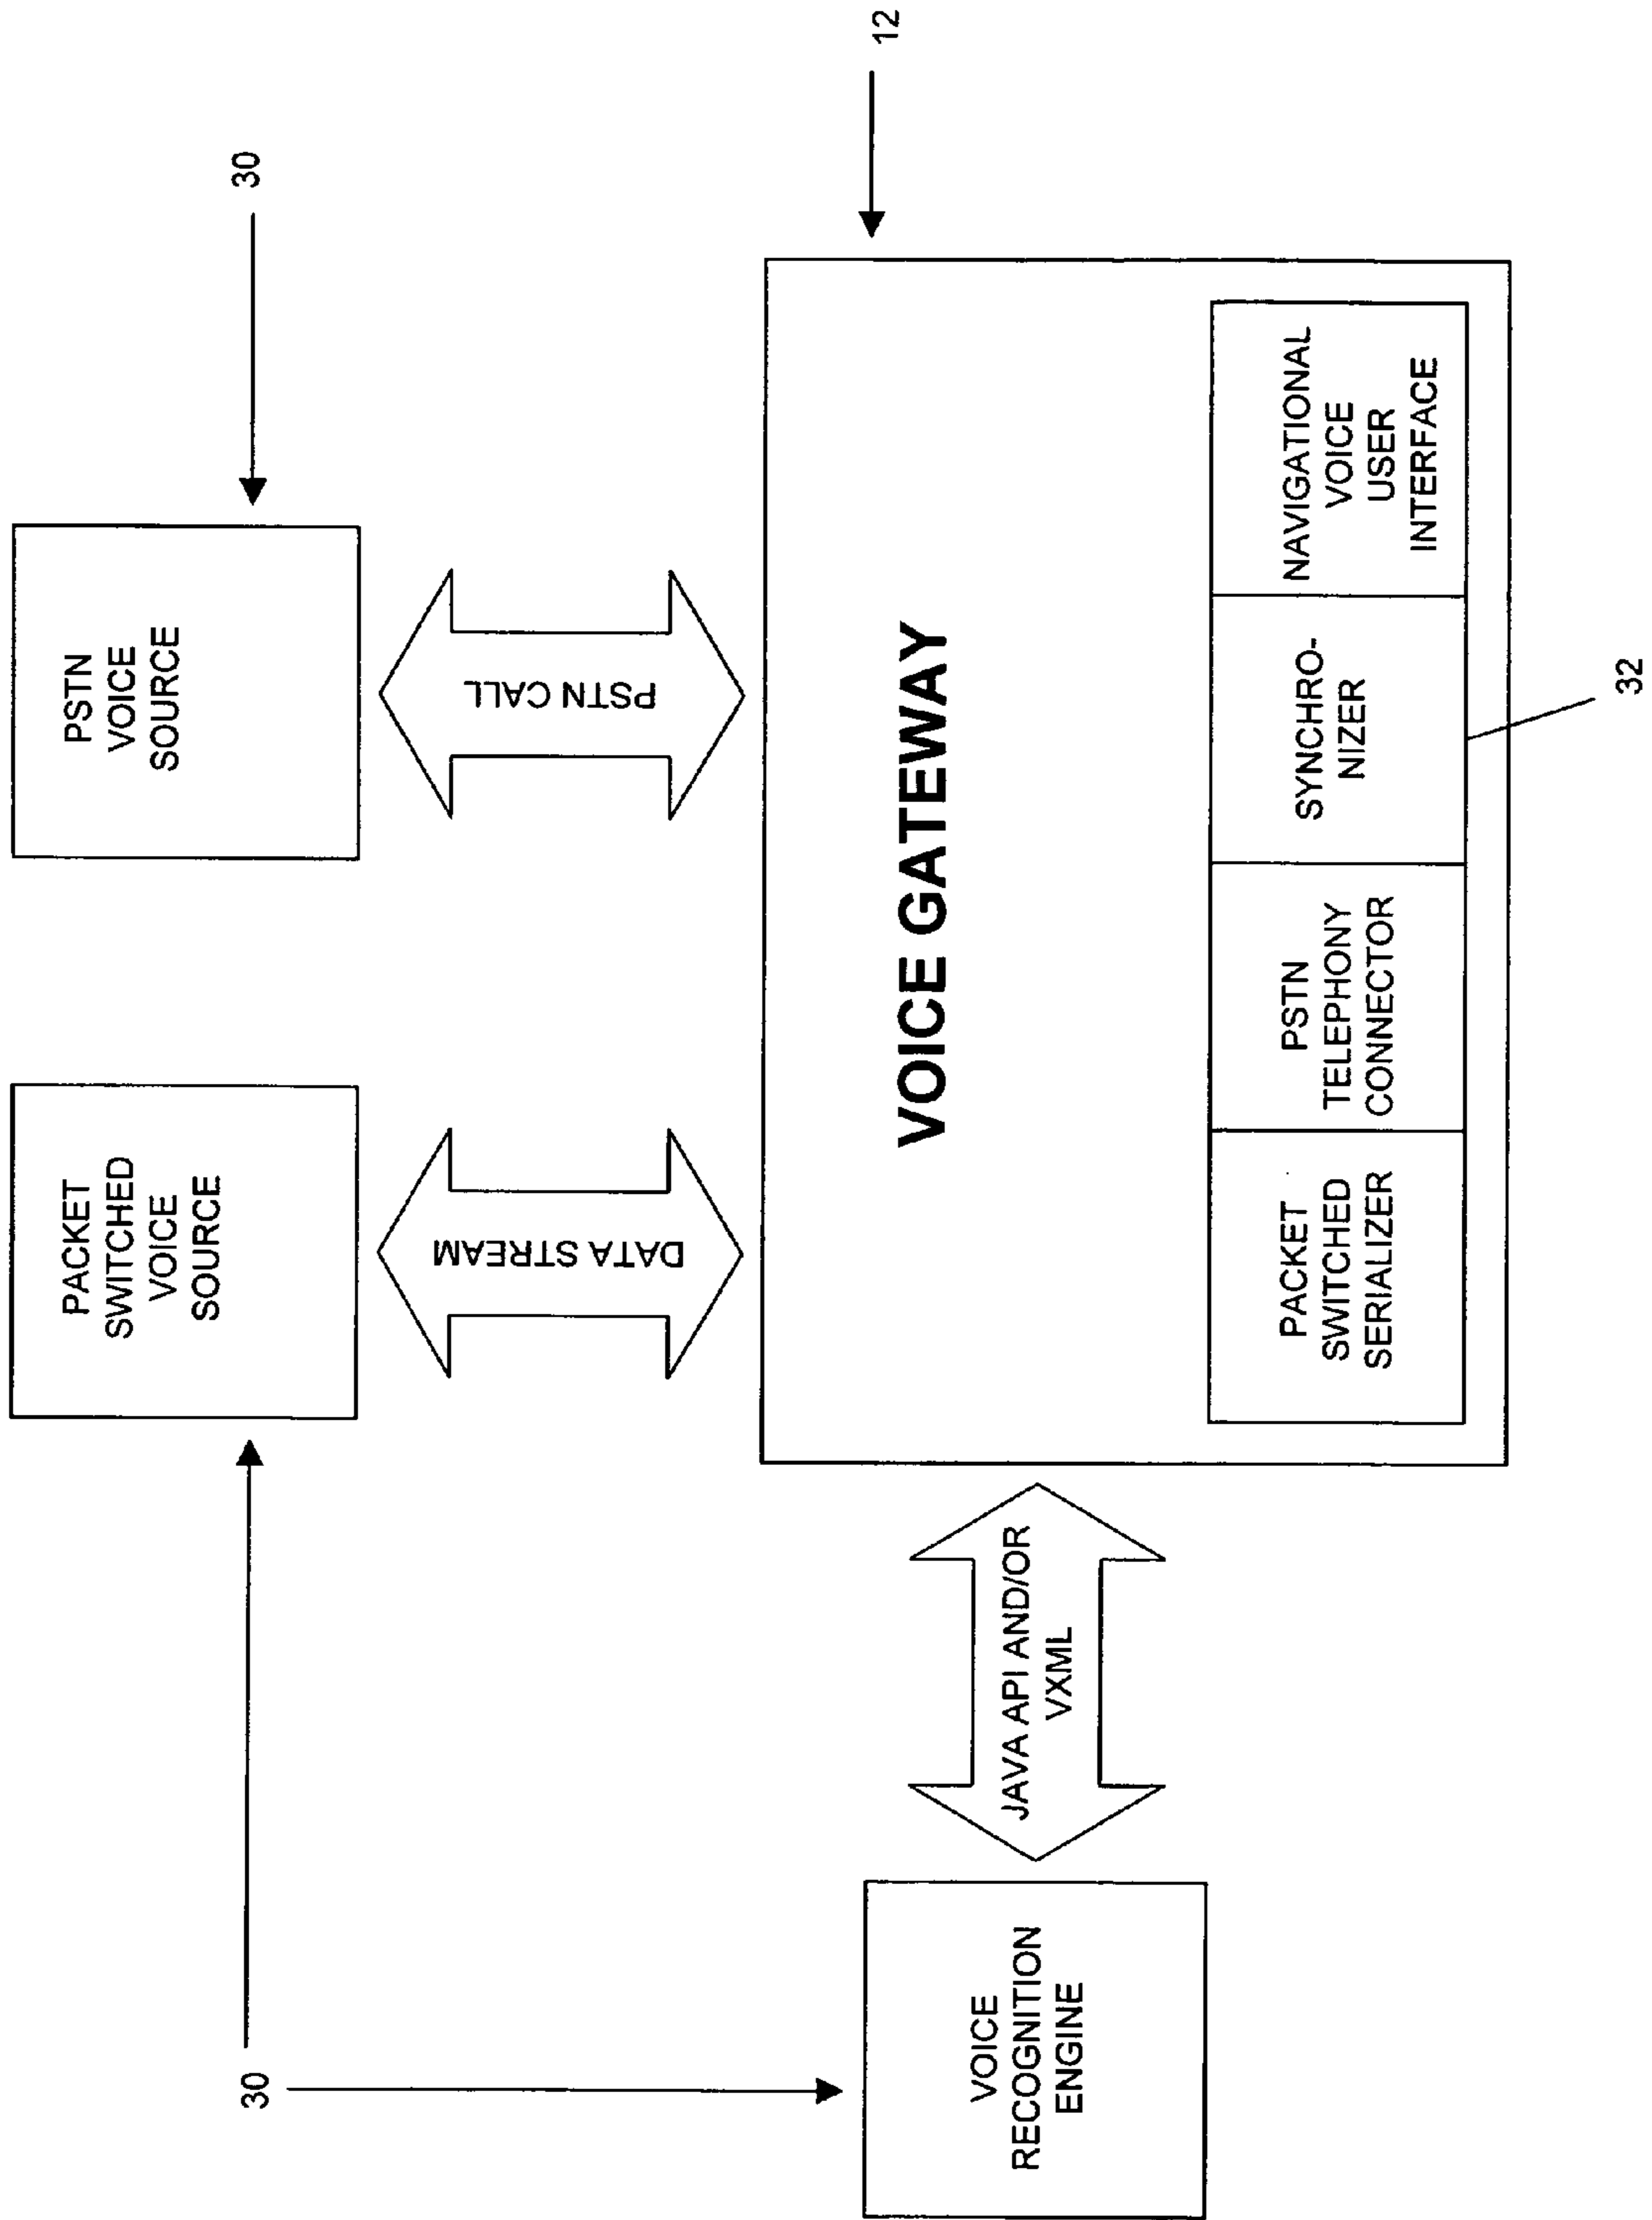 30
PACKET
SWITCHED
VOICE
SOURCE
PSTN
VOICE
SOURCE
30
DATA STREAM
PSTN CALL
VOICE
RECOGNITION
ENGINE
JAVA API AND/OR
VXML
VOICE GATEWAY
12
PACKET
SWITCHED
SERIALIZER
PSTN
TELEPHONY
CONNECTOR
SYNCHRO-
NIZER
NAVIGATIONAL
VOICE
USER
INTERFACE
32